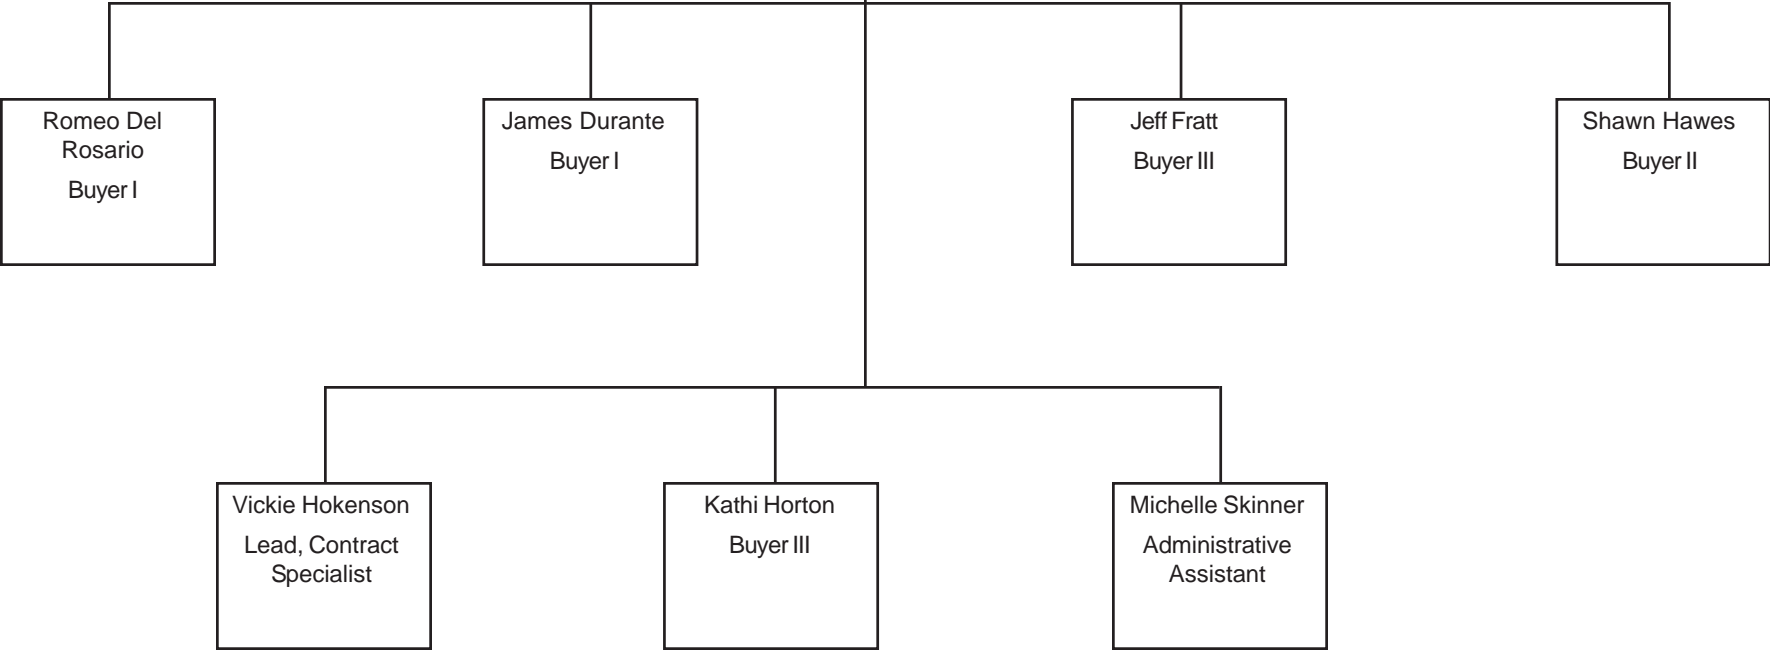 Romeo Del
Rosario
Buyer I
James Durante
Buyer I
Jeff Fratt
Buyer III
Shawn Hawes
Buyer II
Vickie Hokenson
Lead, Contract
Specialist
Kathi Horton
Buyer III
Michelle Skinner
Administrative
Assistant